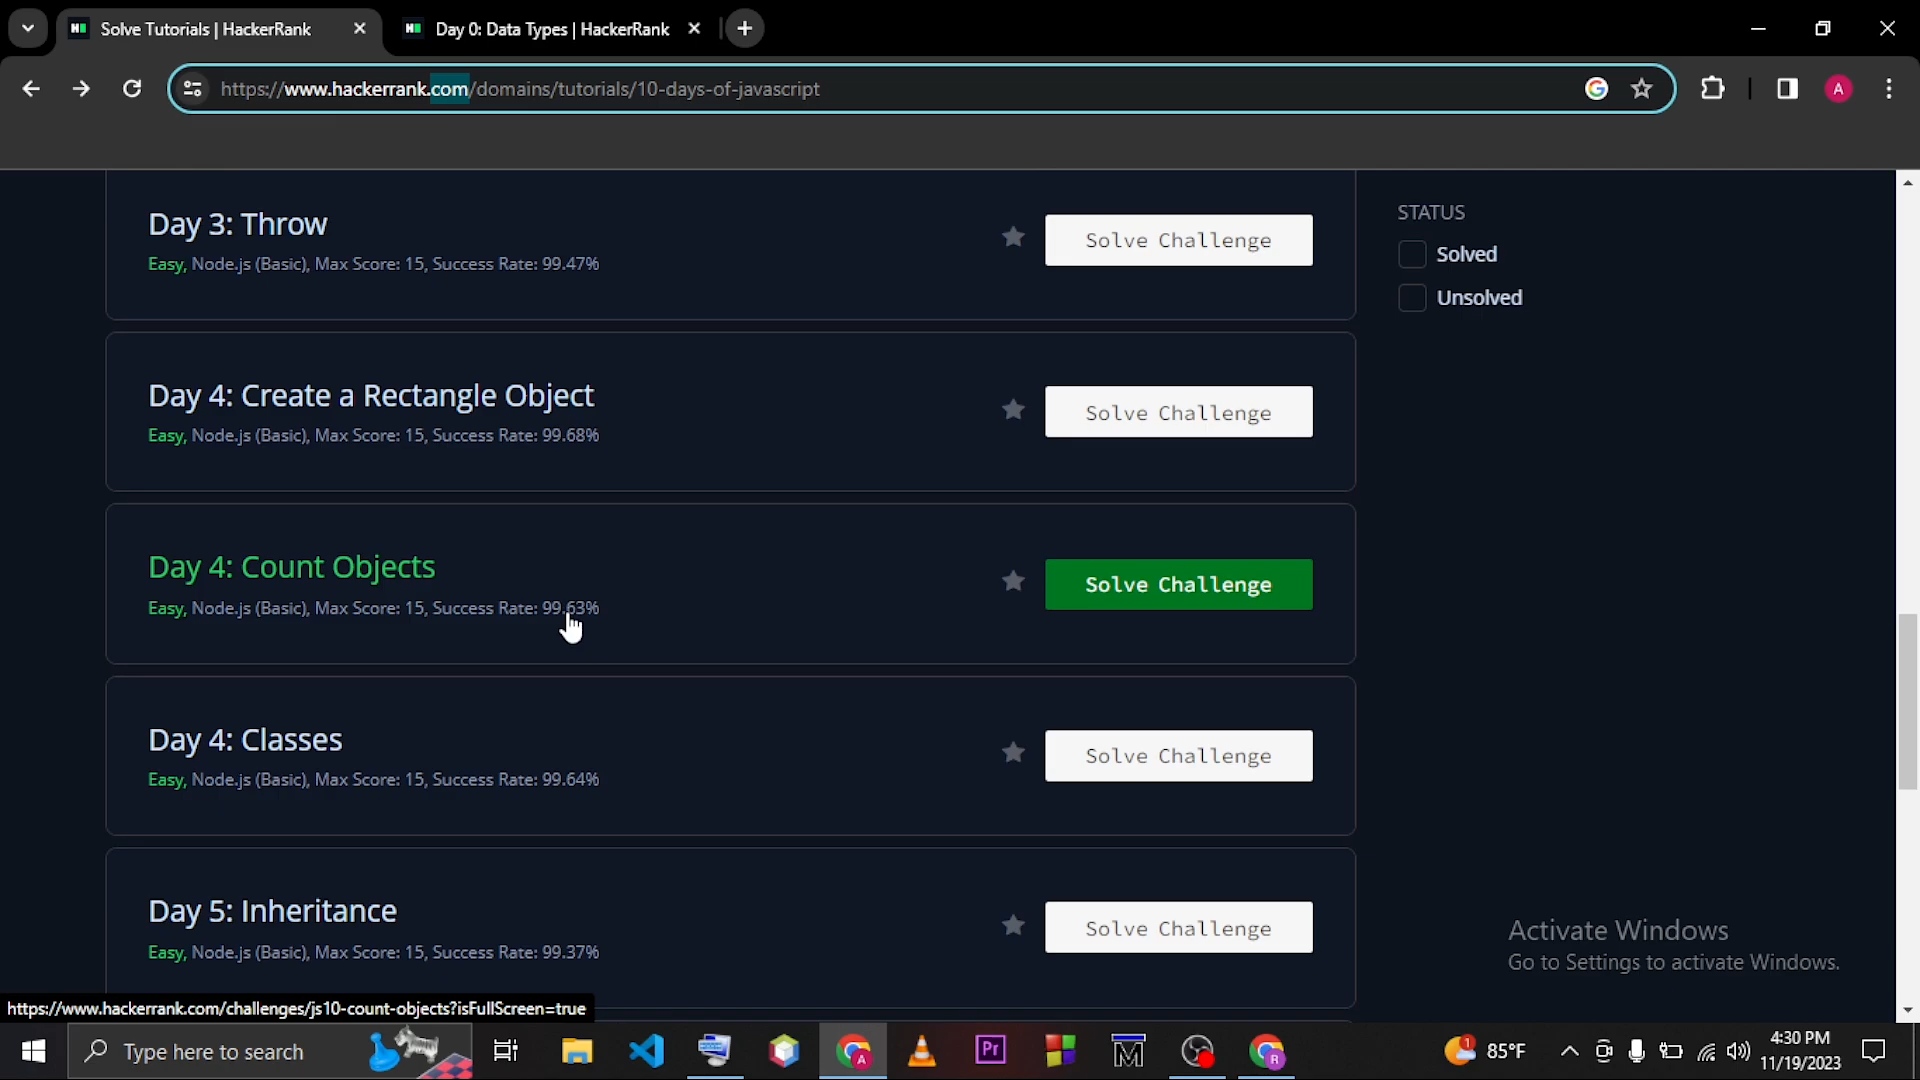 Solve Tutorials | HackerRank
Day 0: Data Types | HackerRank
https://www.hackerrank.com/domains/tutorials/10-days-of-javascript
A
Day 3: Throw
Easy, Node.js (Basic), Max Score: 15, Success Rate: 99.47%
Solve Challenge
STATUS
Solved
Unsolved
Day 4: Create a Rectangle Object
Easy, Node.js (Basic), Max Score: 15, Success Rate: 99.68%
Solve Challenge
Day 4: Count Objects
Easy, Node.js (Basic), Max Score: 15, Success Rate: 99.63%
Solve Challenge
Day 4: Classes
Easy, Node.js (Basic), Max Score: 15, Success Rate: 99.64%
Solve Challenge
Day 5: Inheritance
Easy, Node.js (Basic), Max Score: 15, Success Rate: 99.37%
Solve Challenge
Activate Windows
Go to Settings to activate Windows.
https://www.hackerrank.com/challenges/js10-count-objects?isFullScreen=true
Type here to search
A
Pr
M
R
1
85°F
4:30 PM
11/19/2023